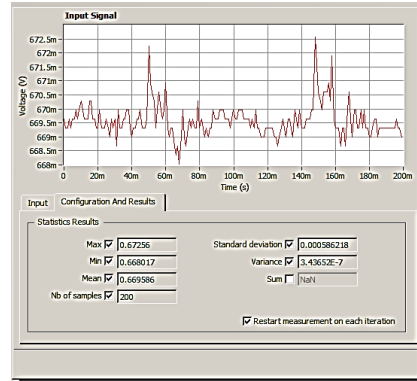 Input Signal
Voltage (V)
672.5m
672m
671.5m
671m
670.5m
670m
669.5m
669m
668.5m
668m
0 20m 40m 60m 80m 100m 120m 140m 160m 180m 200m
Time (s)
Input Configuration And Results
Statistics Results
Max 0.67256 Standard deviation 0.000586218
Min 0.668017 Variance 3.43652E-7
Mean 0.669586 Sum NaN
Nb of samples 200
Restart measurement on each iteration